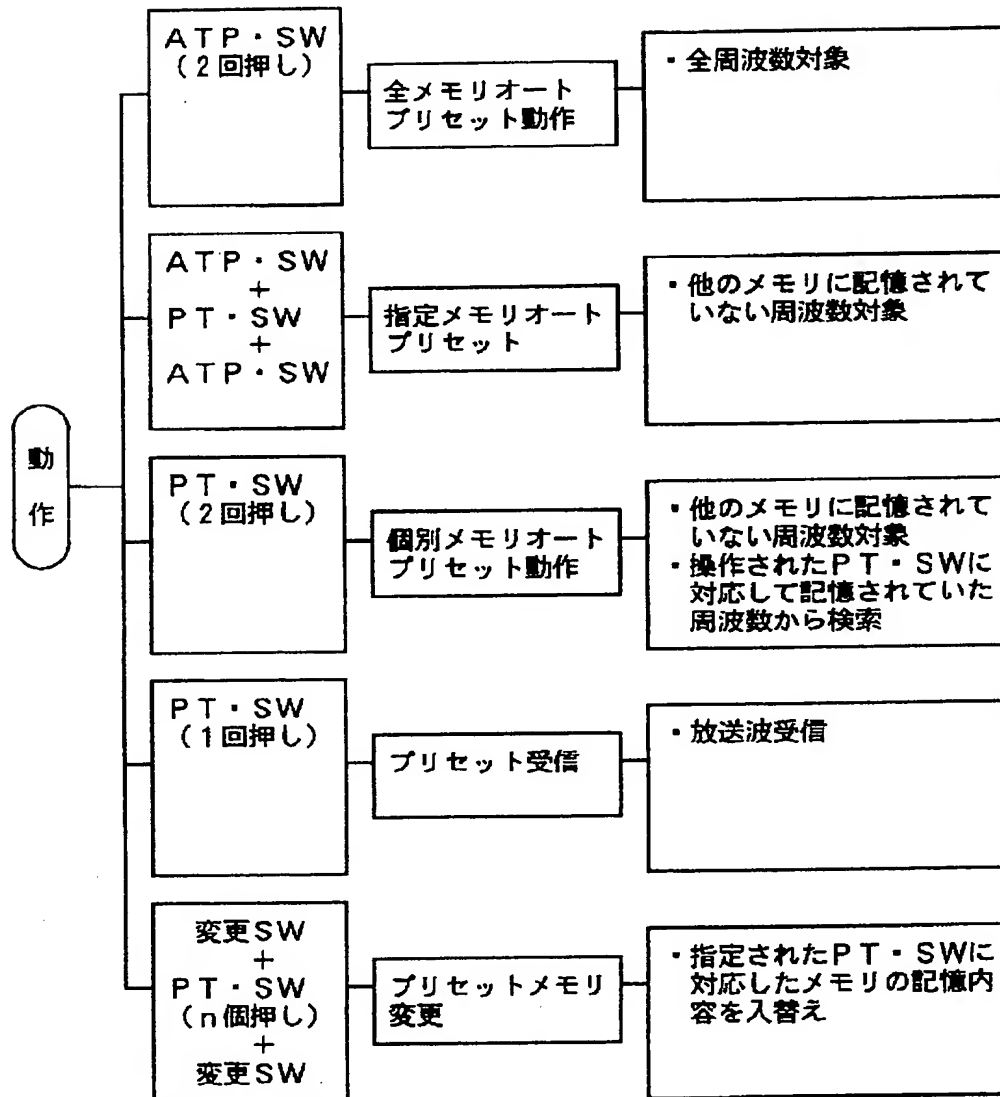 動
作
ATP・SW
(2回押し)
全メモリオート
プリセット動作
・全周波数対象
ATP・SW
+
PT・SW
+
ATP・SW
指定メモリオート
プリセット
・他のメモリに記憶されて
いない周波数対象
PT・SW
(2回押し)
個別メモリオート
プリセット動作
・他のメモリに記憶されて
いない周波数対象
・操作されたPT・SWに
対応して記憶されていた
周波数から検索
PT・SW
(1回押し)
プリセット受信
・放送波受信
変更SW
+
PT・SW
(n個押し)
+
変更SW
プリセットメモリ
変更
・指定されたPT・SWに
対応したメモリの記憶内
容を入替え